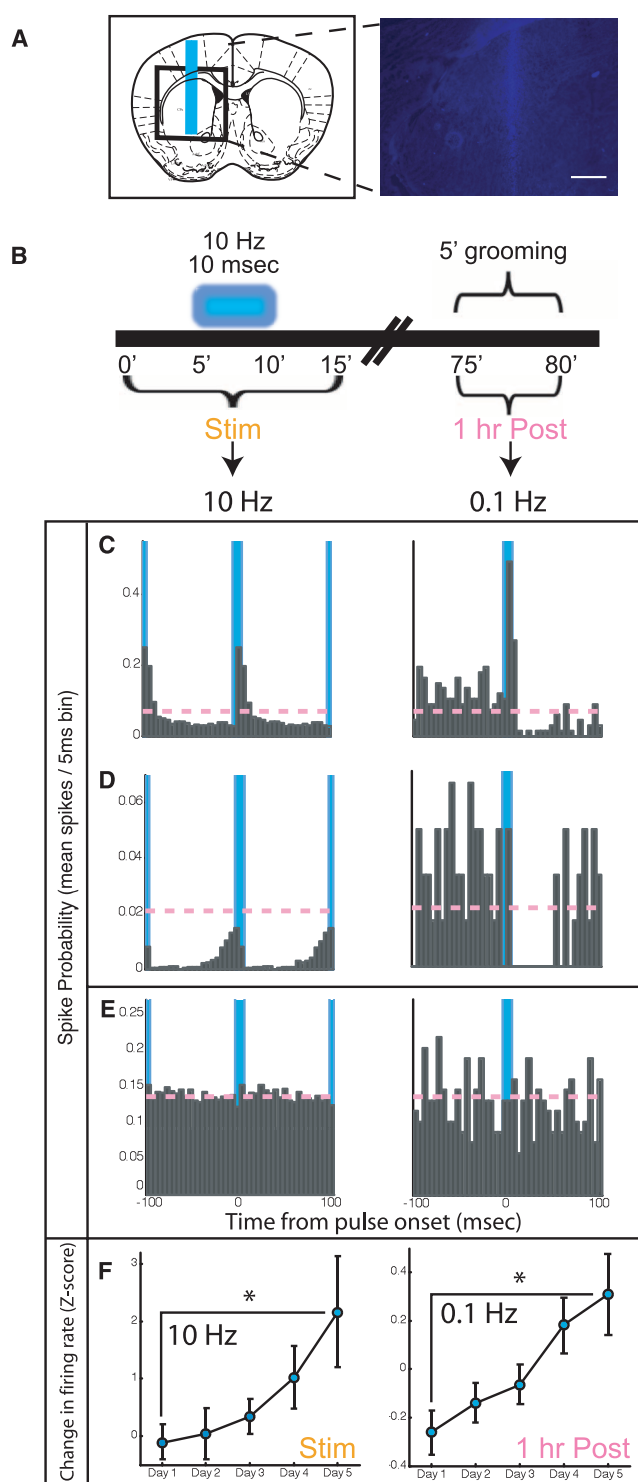 A
B
10 Hz
10 msec
5’ grooming
0’ 5’ 10’ 15’ 75’ 80’
Stim
1 hr Post
10 Hz
0.1 Hz
Spike Probability (mean spikes / 5ms bin)
C
0.4
0.2
0
D
0.06
0.04
0.02
0
E
0.25
0.2
0.15
0.1
0.05
0
-100 0 100
-100 0 100
Time from pulse onset (msec)
Change in firing rate (Z-score)
F
3
2
1
0
*
10 Hz
Stim
Day 1 Day 2 Day 3 Day 4 Day 5
0.4
0.2
0
-0.2
-0.4
*
0.1 Hz
1 hr Post
Day 1 Day 2 Day 3 Day 4 Day 5